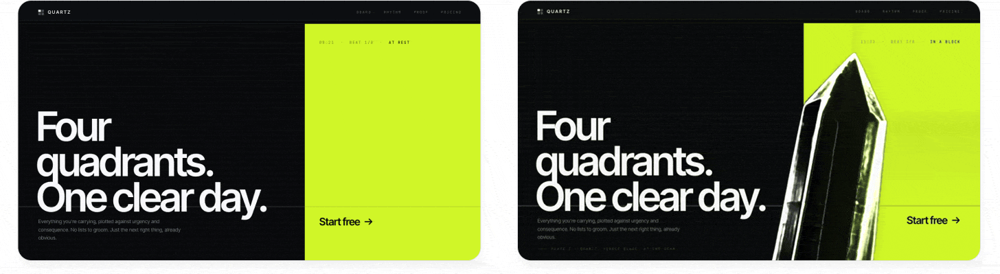 QUARTZ
BOARD RHYTHM PROOF PRICING
09:21 · BEAT 1/8 · AT REST
Four
quadrants.
One clear day.
Everything you're carrying, plotted against urgency and
consequence. No lists to groom. Just the next right thing, already
obvious.
Start free →
QUARTZ
BOARD RHYTHM PROOF PRICING
BEAT 1/8 · IN A BLOCK
Four
quadrants.
One clear day.
Everything you're carrying, plotted against urgency and
consequence. No lists to groom. Just the next right thing, already
obvious.
Start free →